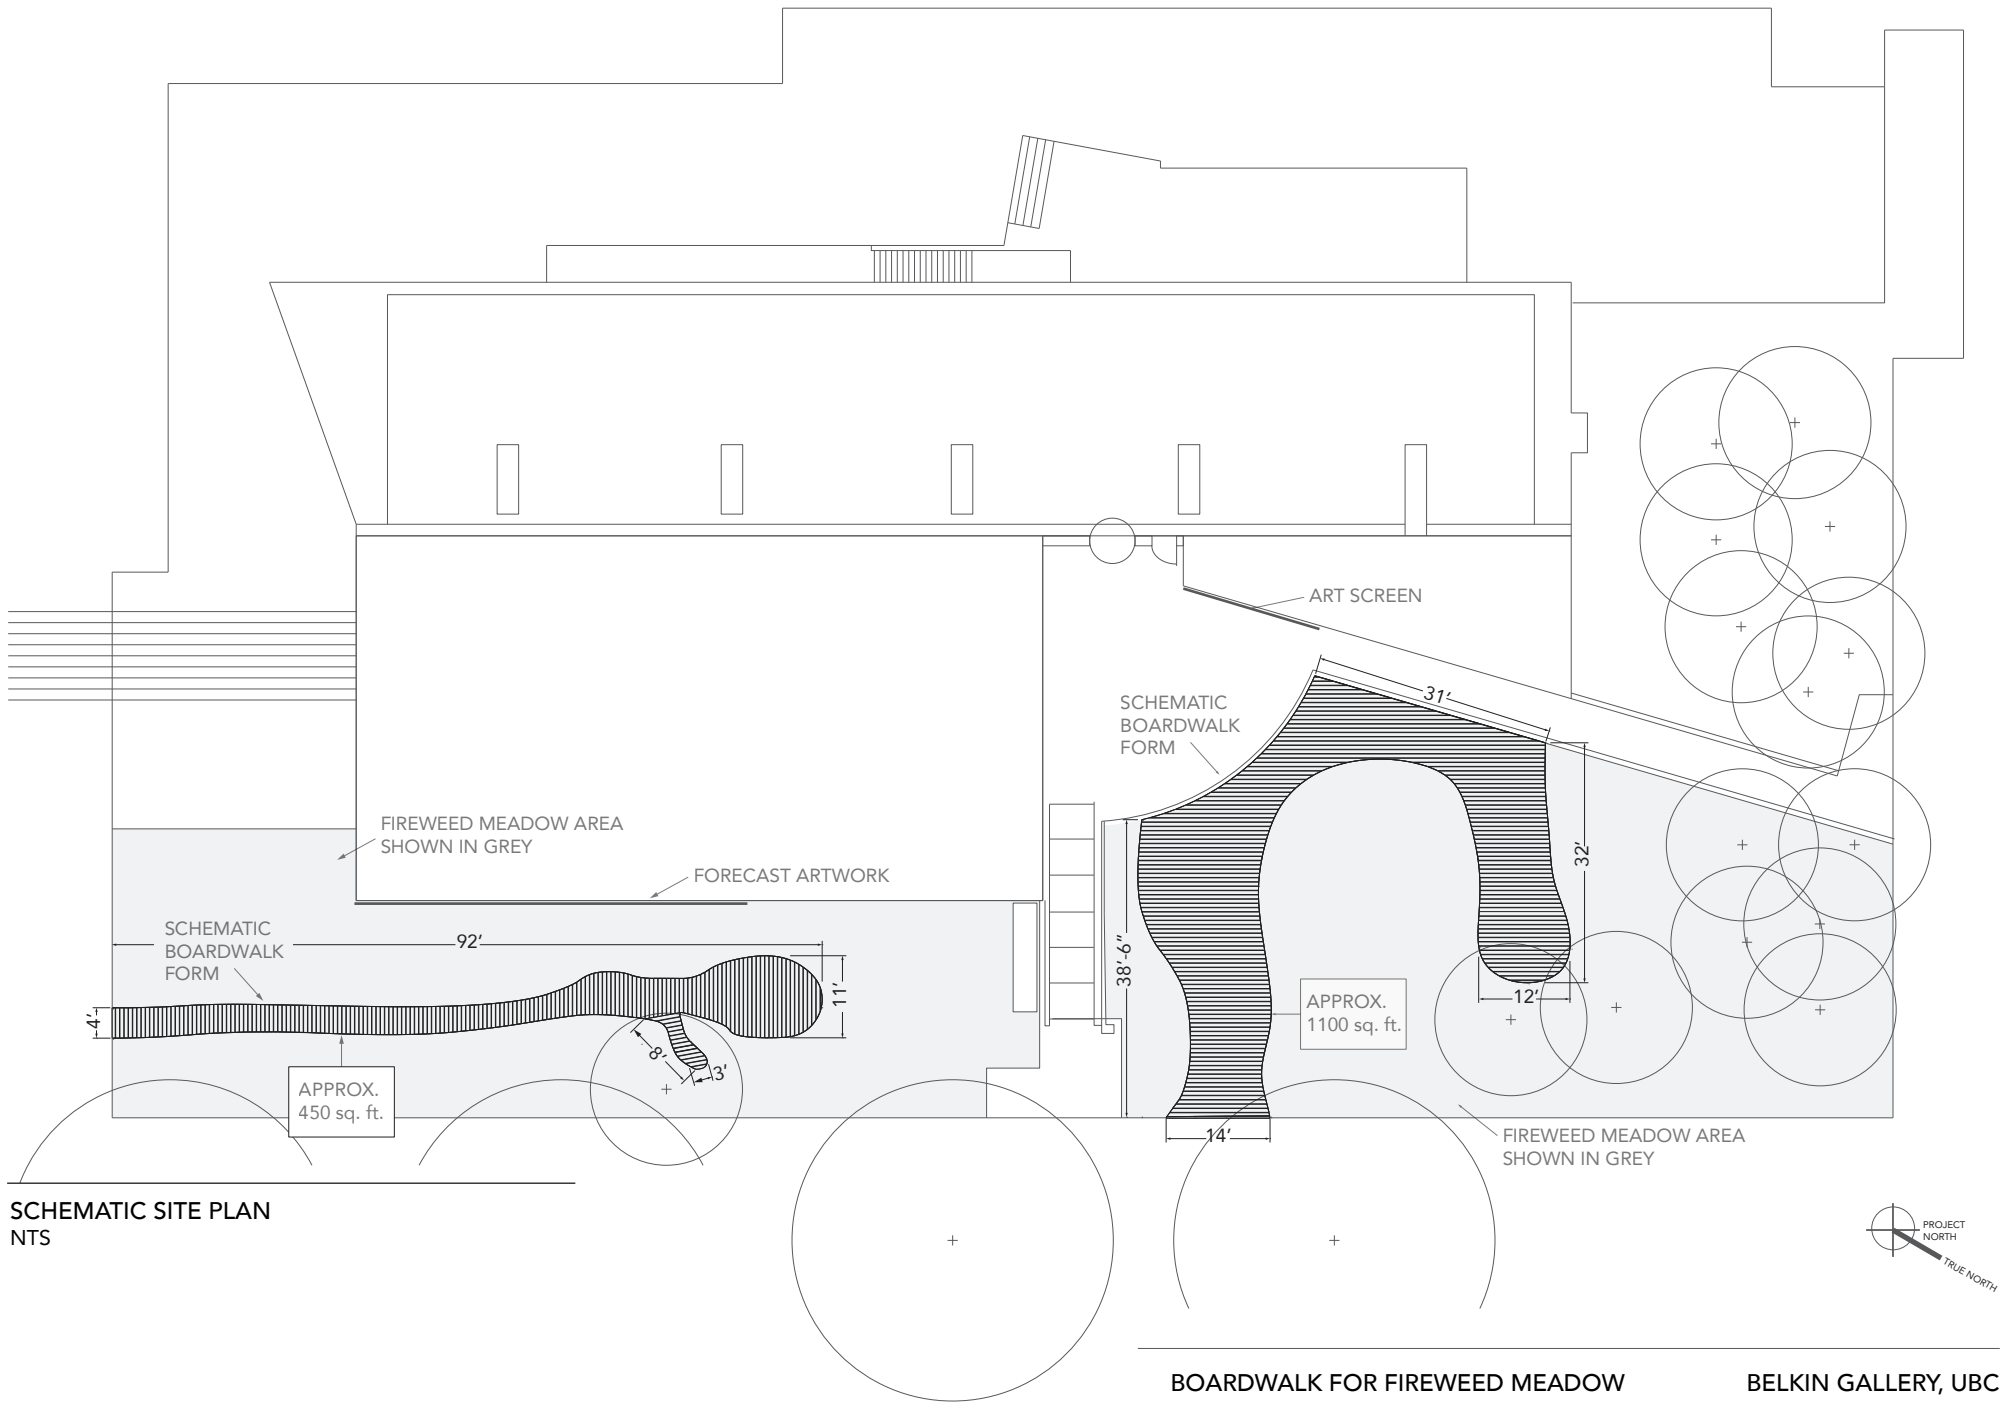 ART SCREEN
31′
SCHEMATIC
BOARDWALK
FORM
FIREWEED MEADOW AREA
SHOWN IN GREY
FORECAST ARTWORK
32′
SCHEMATIC
BOARDWALK
FORM
92′
38′-6″
11′
4′
12′
APPROX.
1100 sq. ft.
8′
3′
APPROX.
450 sq. ft.
14′
FIREWEED MEADOW AREA
SHOWN IN GREY
SCHEMATIC SITE PLAN
NTS
PROJECT
NORTH
TRUE NORTH
BOARDWALK FOR FIREWEED MEADOW
BELKIN GALLERY, UBC